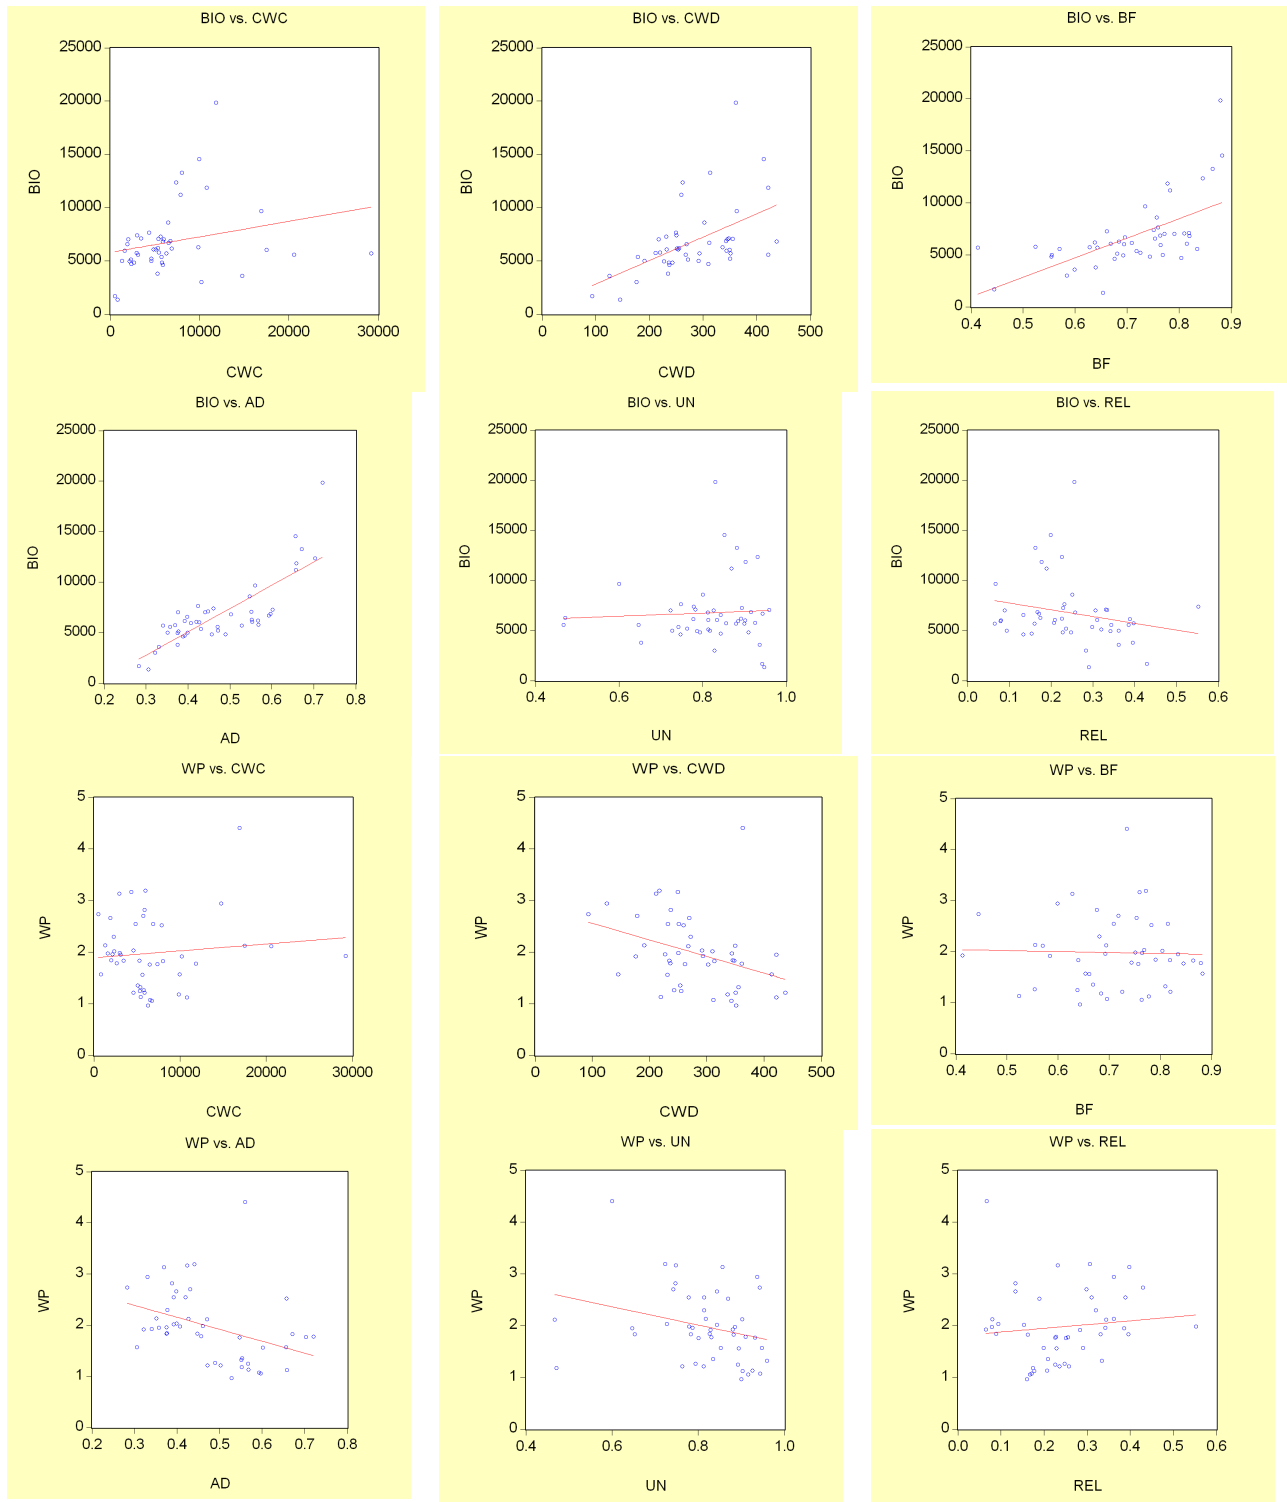 BIO vs. CWC
BIO
25000
20000
15000
10000
5000
0
0 10000 20000 30000
CWC
BIO vs. CWD
BIO
25000
20000
15000
10000
5000
0
0 100 200 300 400 500
CWD
BIO vs. BF
BIO
25000
20000
15000
10000
5000
0
0.4 0.5 0.6 0.7 0.8 0.9
BF
BIO vs. AD
BIO
25000
20000
15000
10000
5000
0
0.2 0.3 0.4 0.5 0.6 0.7 0.8
AD
BIO vs. UN
BIO
25000
20000
15000
10000
5000
0
0.4 0.6 0.8 1.0
UN
BIO vs. REL
BIO
25000
20000
15000
10000
5000
0
0.0 0.1 0.2 0.3 0.4 0.5 0.6
REL
WP vs. CWC
WP
5
4
3
2
1
0
0 10000 20000 30000
CWC
WP vs. CWD
WP
5
4
3
2
1
0
0 100 200 300 400 500
CWD
WP vs. BF
WP
5
4
3
2
1
0
0.4 0.5 0.6 0.7 0.8 0.9
BF
WP vs. AD
WP
5
4
3
2
1
0
0.2 0.3 0.4 0.5 0.6 0.7 0.8
AD
WP vs. UN
WP
5
4
3
2
1
0
0.4 0.6 0.8 1.0
UN
WP vs. REL
WP
5
4
3
2
1
0
0.0 0.1 0.2 0.3 0.4 0.5 0.6
REL